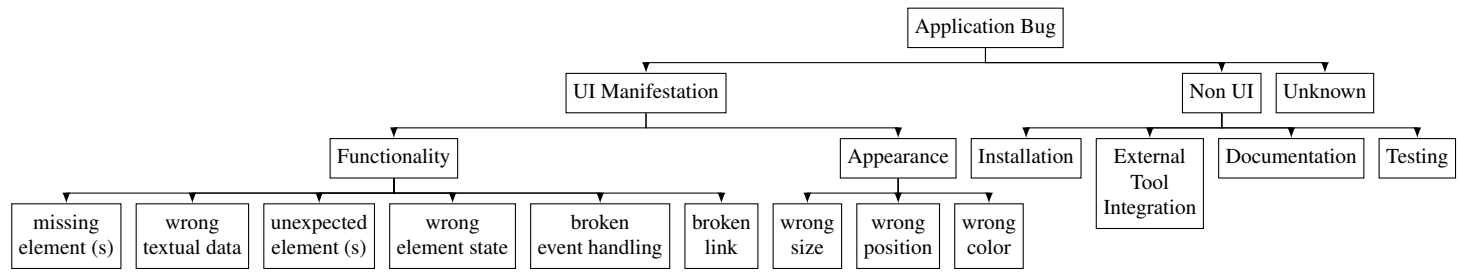 Application Bug
UI Manifestation
Non UI
Unknown
Functionality
Appearance
Installation
External
Tool
Integration
Documentation
Testing
missing
element (s)
wrong
textual data
unexpected
element (s)
wrong
element state
broken
event handling
broken
link
wrong
size
wrong
position
wrong
color